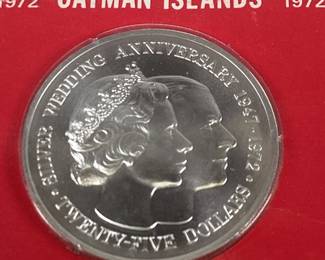 1972 CAYMAN ISLANDS 1972
SILVER WEDDING ANNIVERSARY 1947·1972
TWENTY-FIVE DOLLARS